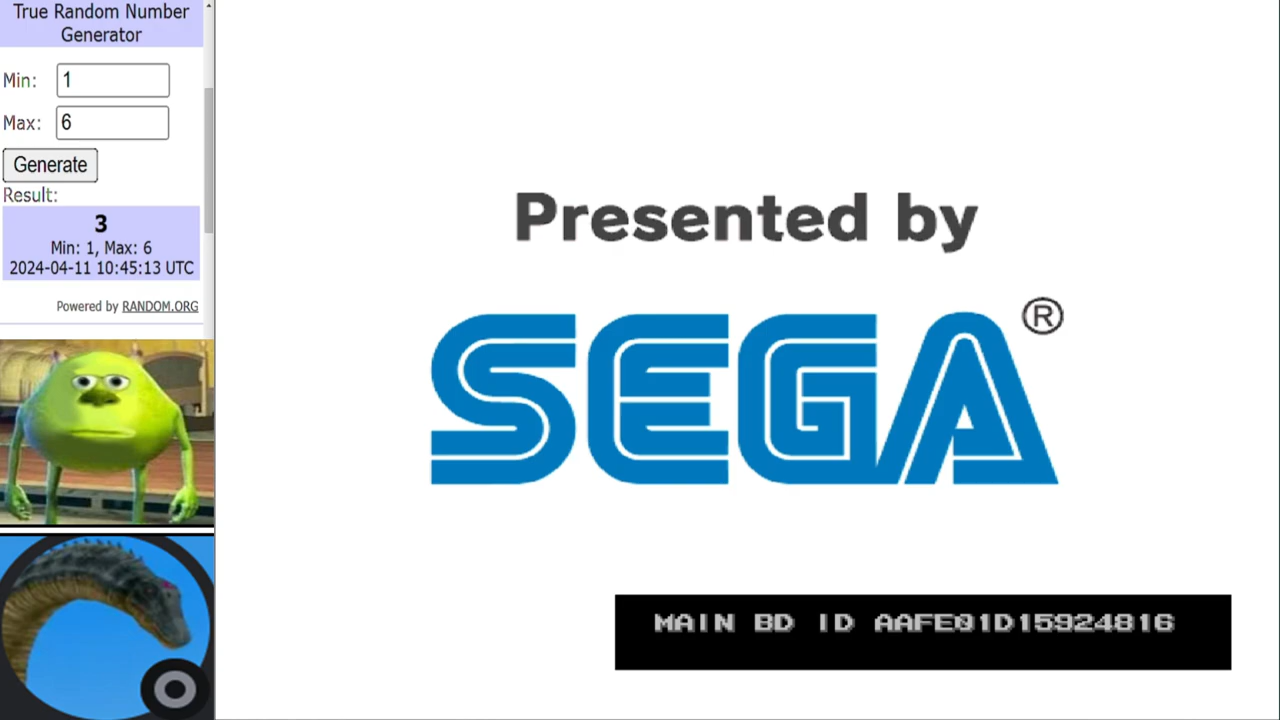 True Random Number
Generator
Min: 1
Max: 6
Generate
Result:
3
Min: 1, Max: 6
2024-04-11 10:45:13 UTC
Powered by RANDOM.ORG
Presented by
SEGA®
MAIN BD ID AAFE01D15924816